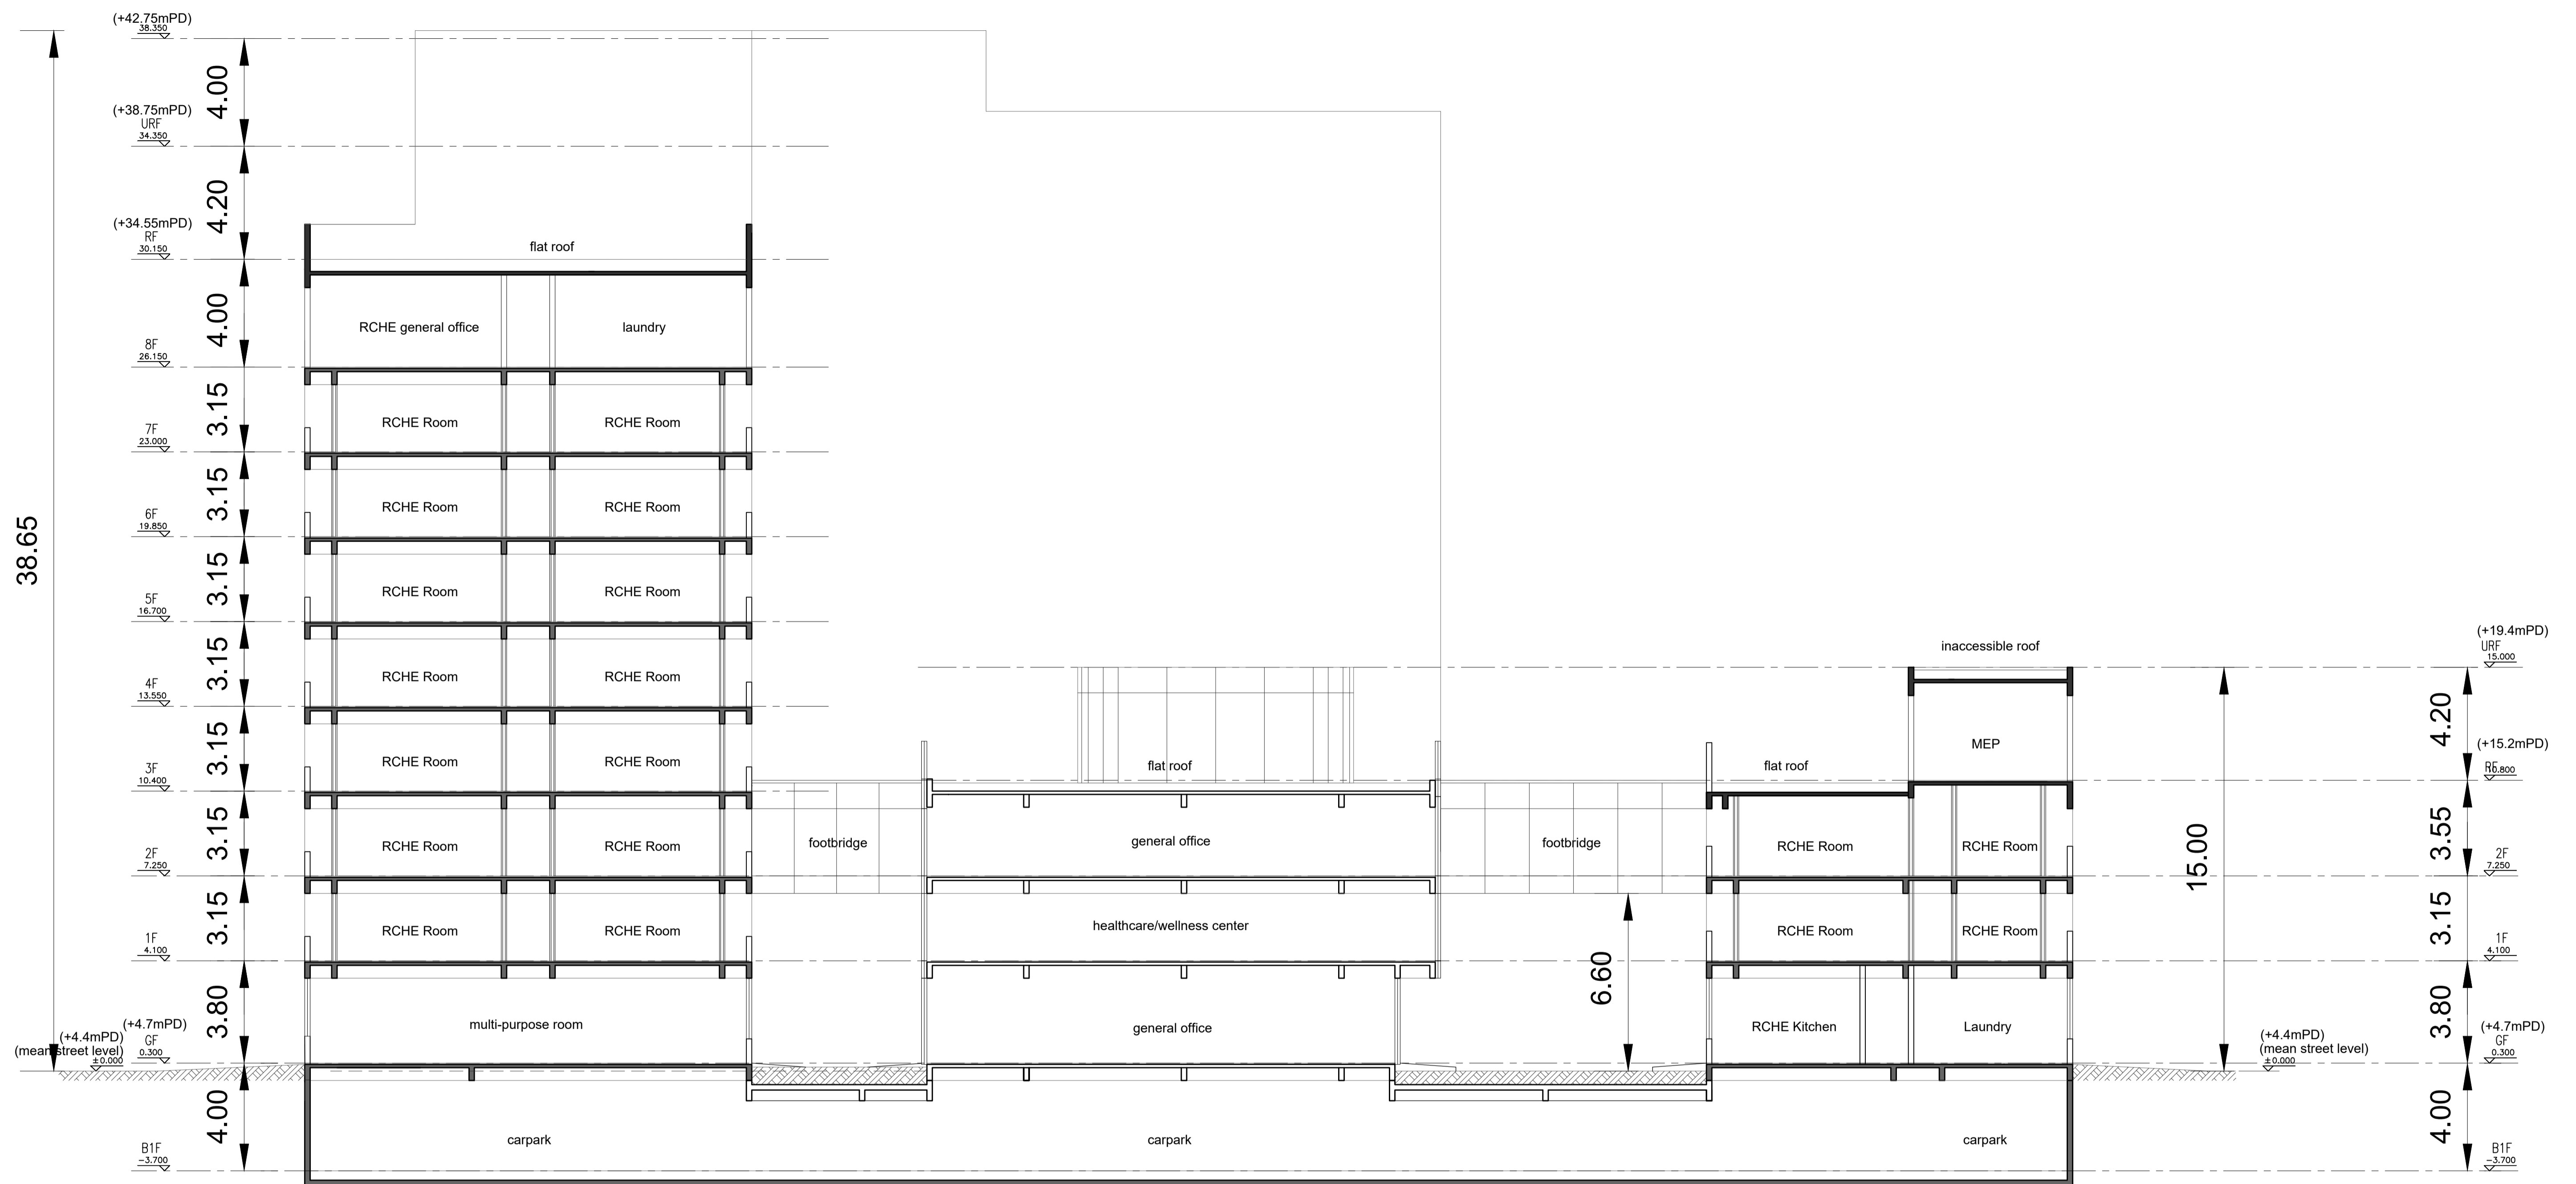 (+42.75mPD)
38.350
4.00
(+38.75mPD)
URF
34.350
4.20
(+34.55mPD)
RF
30.150
flat roof
4.00
RCHE general office
laundry
8F
26.150
3.15
RCHE Room
RCHE Room
7F
23.000
3.15
RCHE Room
RCHE Room
6F
19.850
38.65
3.15
RCHE Room
RCHE Room
5F
16.700
3.15
RCHE Room
RCHE Room
4F
13.550
3.15
RCHE Room
RCHE Room
3F
10.400
3.15
RCHE Room
RCHE Room
2F
7.250
3.15
RCHE Room
RCHE Room
1F
4.100
3.80
multi-purpose room
(+4.7mPD)
GF
0.300
(+4.4mPD)
(mean street level)
±0.000
4.00
carpark
B1F
-3.700
flat roof
footbridge
general office
footbridge
healthcare/wellness center
6.60
general office
carpark
inaccessible roof
MEP
flat roof
RCHE Room
RCHE Room
RCHE Room
RCHE Room
RCHE Kitchen
Laundry
carpark
15.00
(+19.4mPD)
URF
15.000
4.20
(+15.2mPD)
RF
10.800
3.55
2F
7.250
3.15
1F
4.100
3.80
(+4.7mPD)
GF
0.300
(+4.4mPD)
(mean street level)
±0.000
4.00
B1F
-3.700